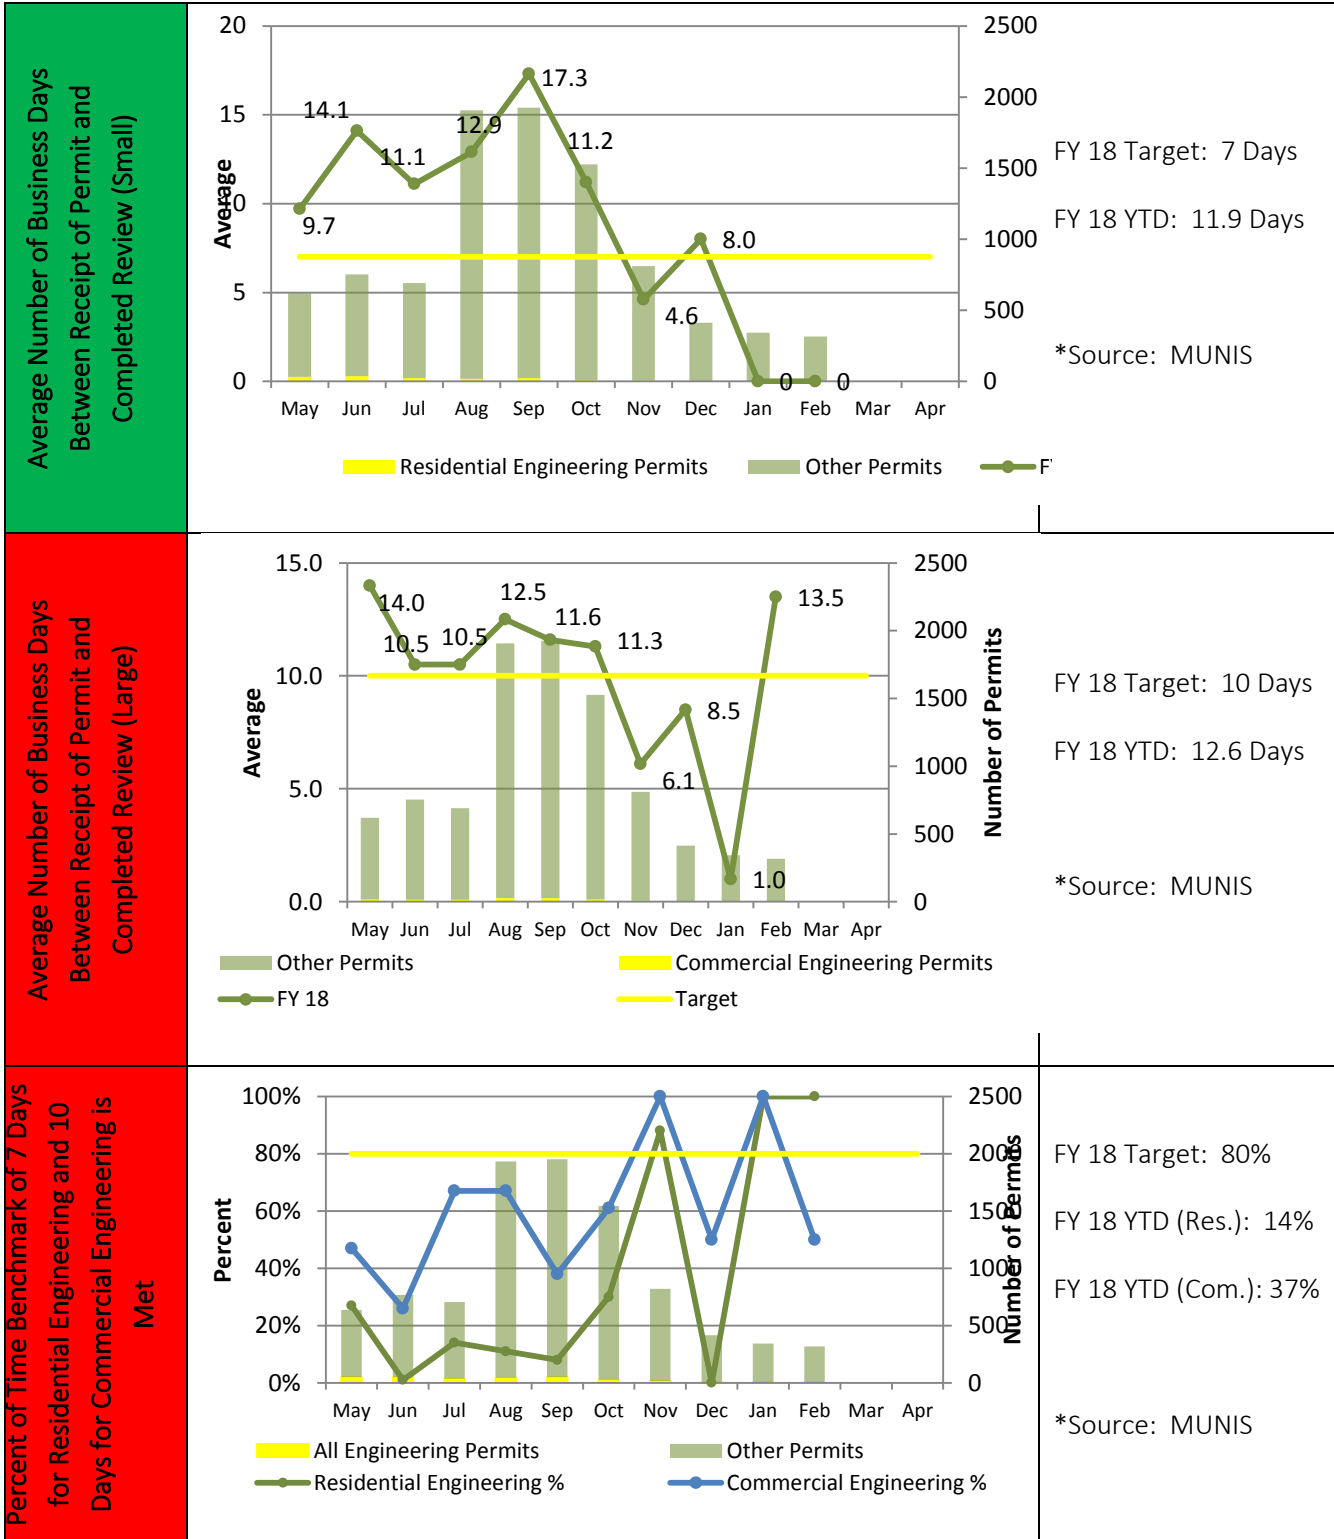 Average Number of Business Days
Between Receipt of Permit and
Completed Review (Small)
20
15
10
5
0
Average
2500
2000
1500
1000
500
0
9.7
14.1
11.1
12.9
17.3
11.2
4.6
8.0
0
0
May Jun Jul Aug Sep Oct Nov Dec Jan Feb Mar Apr
Residential Engineering Permits Other Permits
FY 18 Target: 7 Days
FY 18 YTD: 11.9 Days
*Source: MUNIS
Average Number of Business Days
Between Receipt of Permit and
Completed Review (Large)
15.0
10.0
5.0
0.0
Average
2500
2000
1500
1000
500
0
Number of Permits
14.0
10.5
10.5
12.5
11.6
11.3
6.1
8.5
1.0
13.5
May Jun Jul Aug Sep Oct Nov Dec Jan Feb Mar Apr
Other Permits Commercial Engineering Permits
FY 18 Target
FY 18 Target: 10 Days
FY 18 YTD: 12.6 Days
*Source: MUNIS
Percent of Time Benchmark of 7 Days
for Residential Engineering and 10
Days for Commercial Engineering is
Met
100%
80%
60%
40%
20%
0%
Percent
2500
2000
1500
1000
500
0
Number of Permits
May Jun Jul Aug Sep Oct Nov Dec Jan Feb Mar Apr
All Engineering Permits Other Permits
Residential Engineering % Commercial Engineering %
FY 18 Target: 80%
FY 18 YTD (Res.): 14%
FY 18 YTD (Com.): 37%
*Source: MUNIS